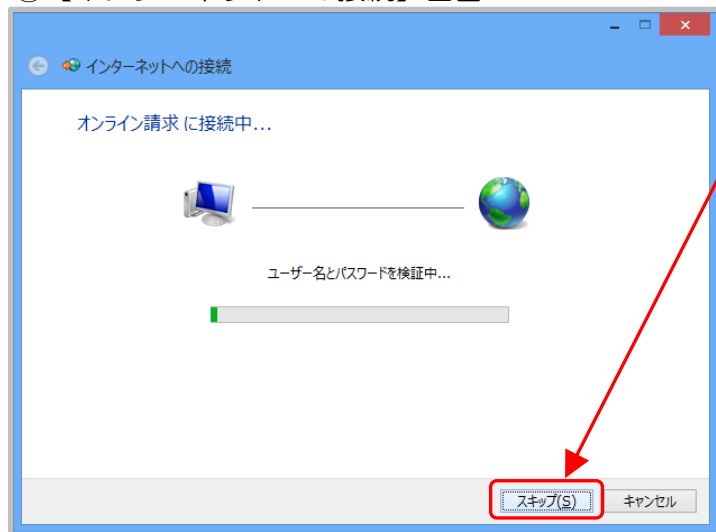 インターネットへの接続
オンライン請求 に接続中...
ユーザー名とパスワードを検証中...
スキップ(S)
キャンセル